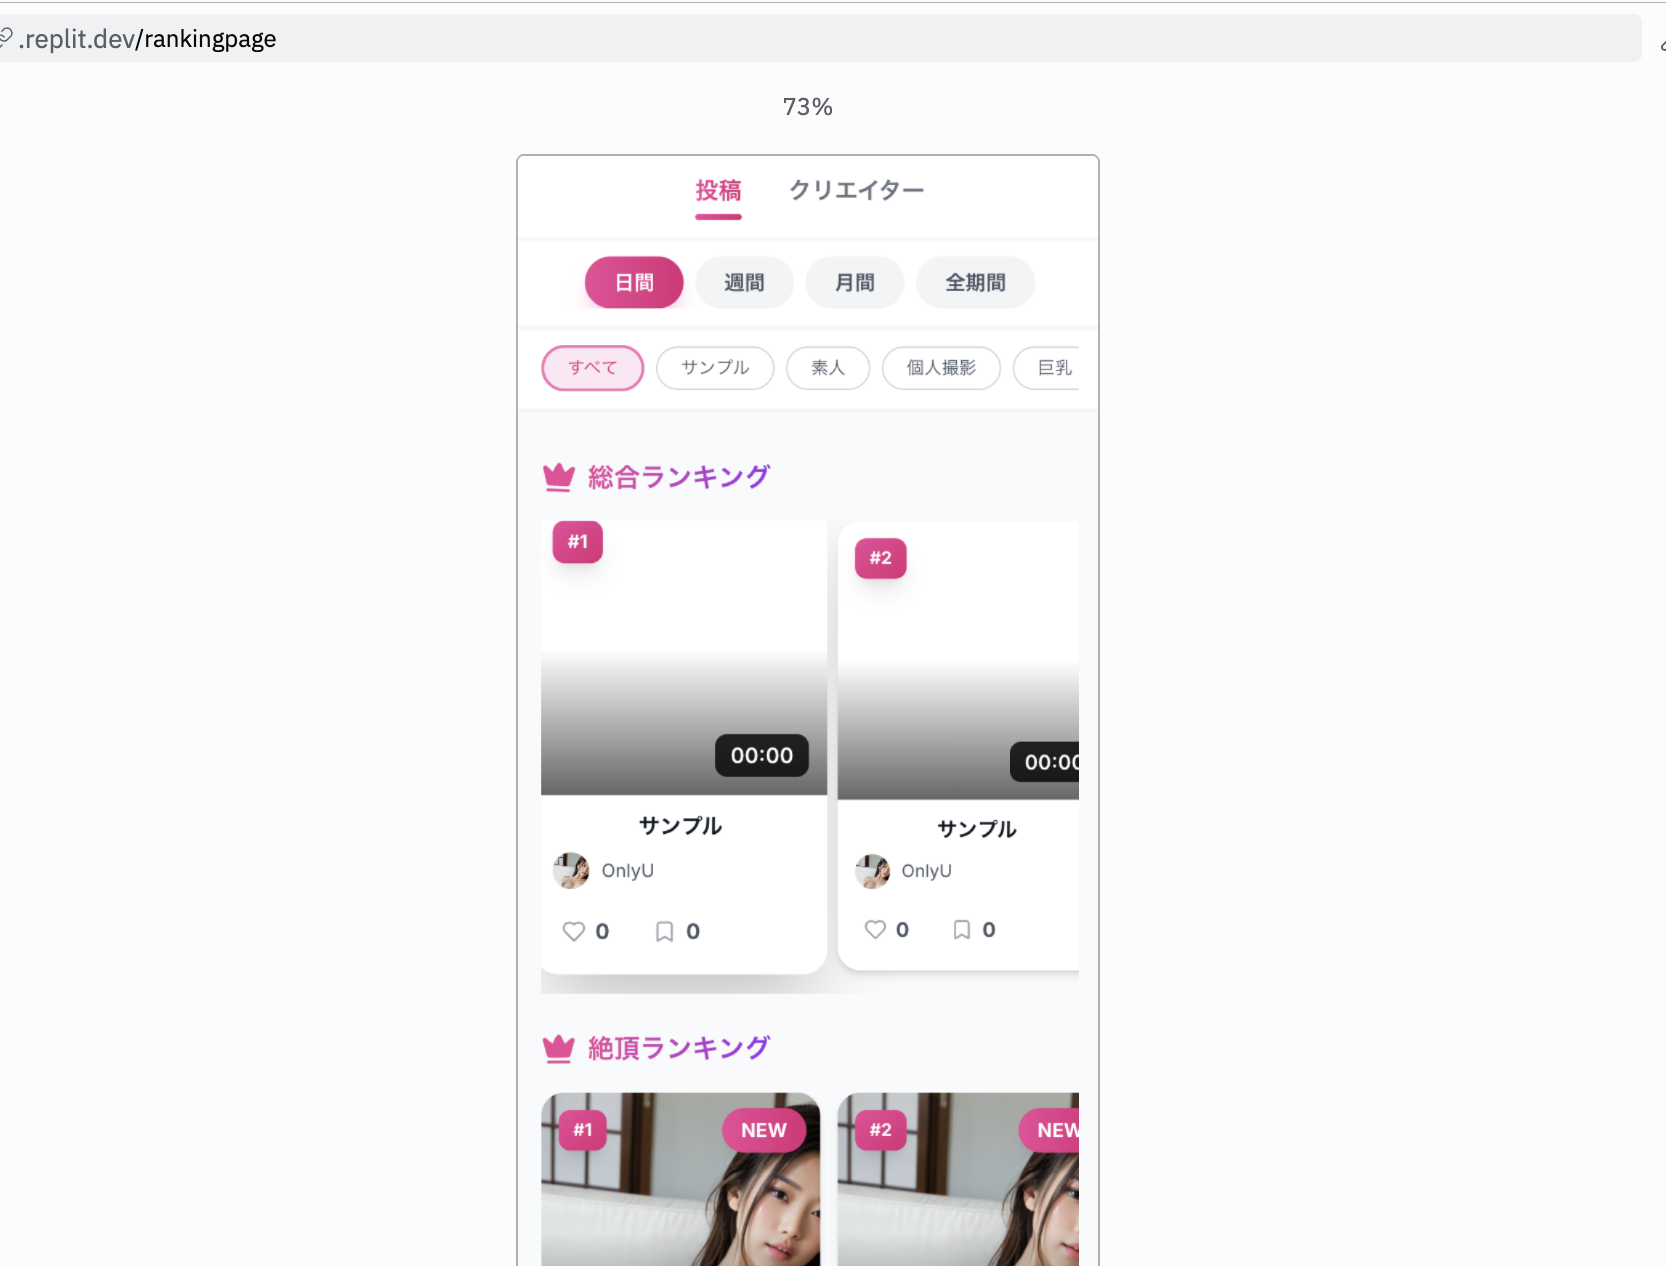 .replit.dev/rankingpage
73%
投稿 クリエイター
日間 週間 月間 全期間
すべて サンプル 素人 個人撮影 巨乳
総合ランキング
#1 #2
00:00 00:00
サンプル サンプル
OnlyU OnlyU
0 0 0 0
絶頂ランキング
#1 NEW #2 NEW